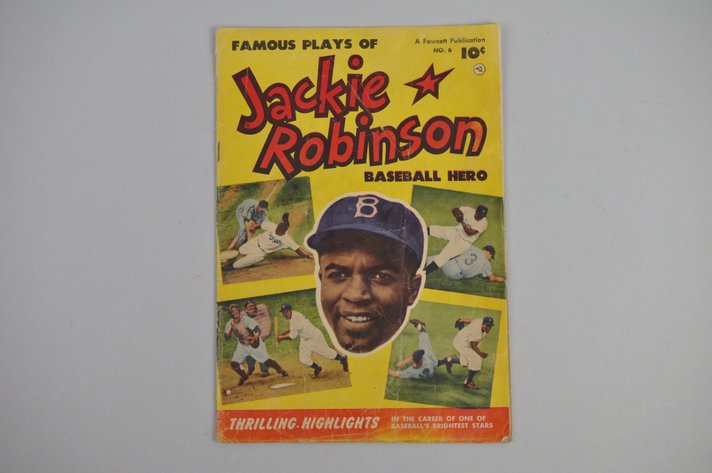 FAMOUS PLAYS OF
A Fawcett Publication
NO. 6 10¢
Jackie
Robinson
BASEBALL HERO
B
3
THRILLING HIGHLIGHTS
IN THE CAREER OF ONE OF
BASEBALL'S BRIGHTEST STARS